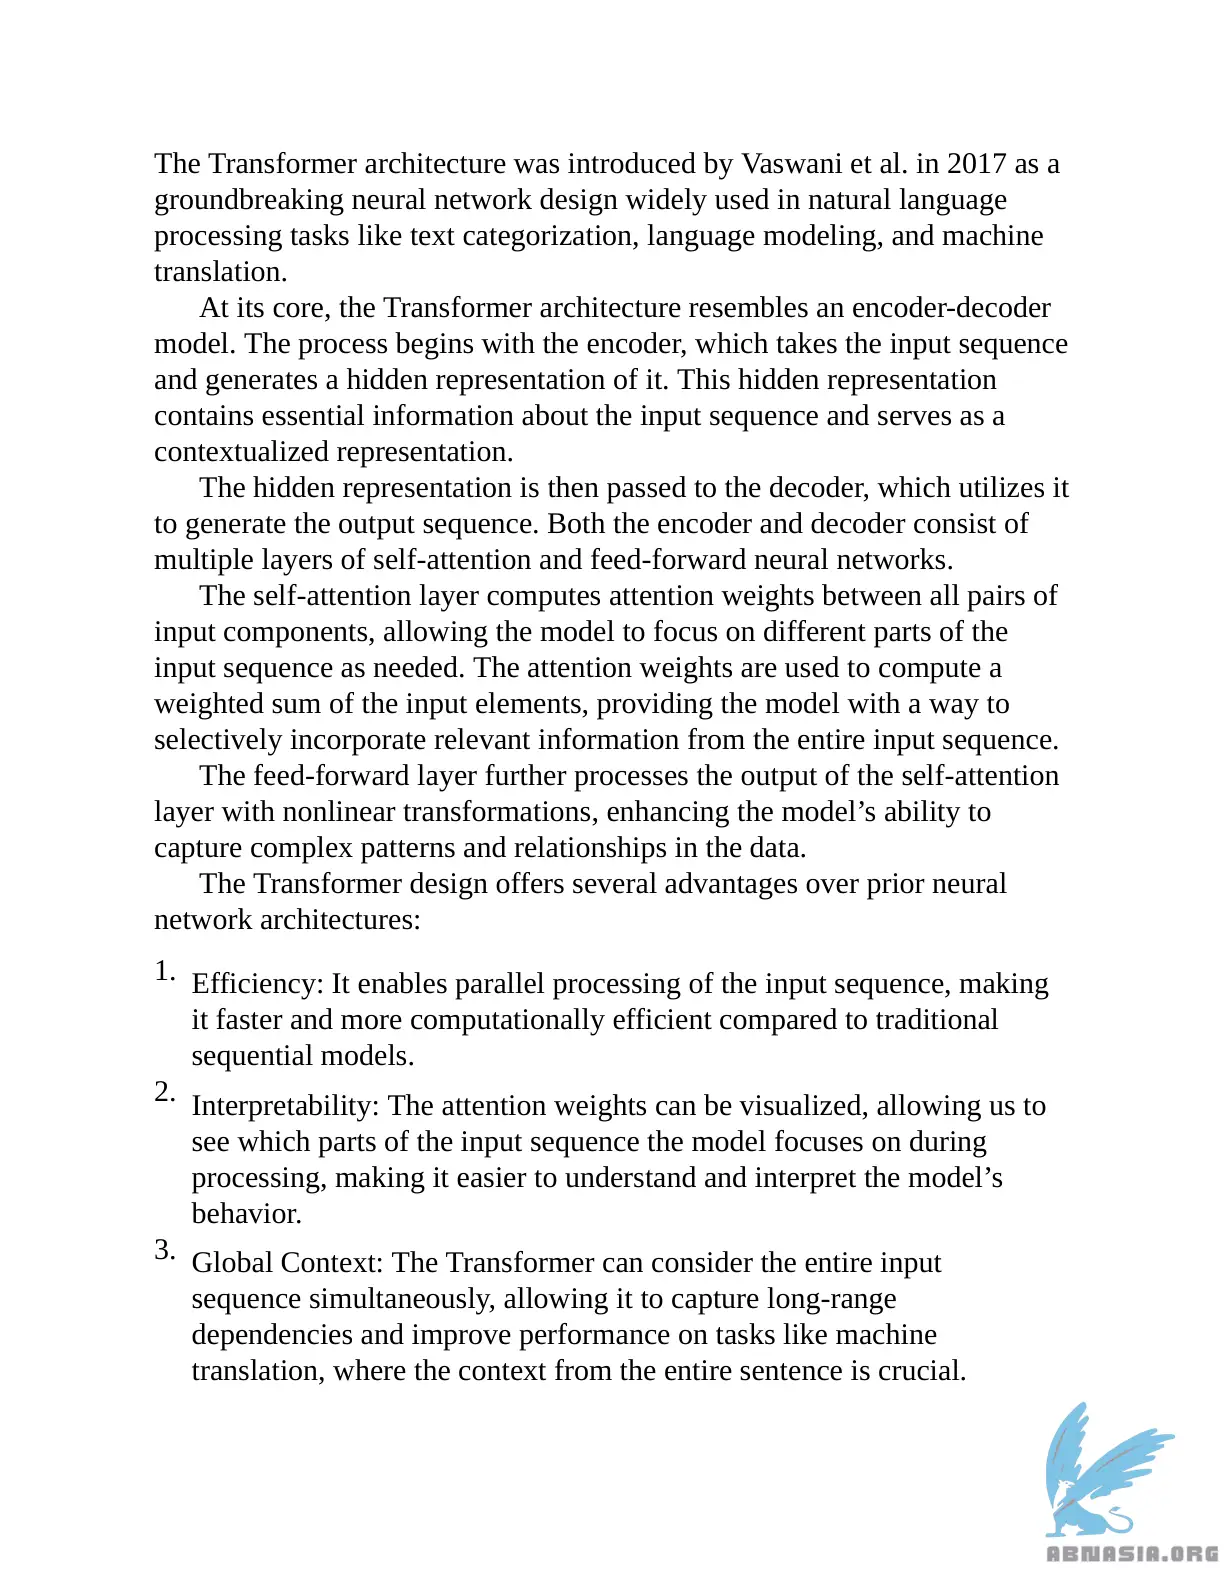 The Transformer architecture was introduced by Vaswani et al. in 2017 as a
groundbreaking neural network design widely used in natural language
processing tasks like text categorization, language modeling, and machine
translation.
At its core, the Transformer architecture resembles an encoder-decoder
model. The process begins with the encoder, which takes the input sequence
and generates a hidden representation of it. This hidden representation
contains essential information about the input sequence and serves as a
contextualized representation.
The hidden representation is then passed to the decoder, which utilizes it
to generate the output sequence. Both the encoder and decoder consist of
multiple layers of self-attention and feed-forward neural networks.
The self-attention layer computes attention weights between all pairs of
input components, allowing the model to focus on different parts of the
input sequence as needed. The attention weights are used to compute a
weighted sum of the input elements, providing the model with a way to
selectively incorporate relevant information from the entire input sequence.
The feed-forward layer further processes the output of the self-attention
layer with nonlinear transformations, enhancing the model’s ability to
capture complex patterns and relationships in the data.
The Transformer design offers several advantages over prior neural
network architectures:
1. Efficiency: It enables parallel processing of the input sequence, making
it faster and more computationally efficient compared to traditional
sequential models.
2. Interpretability: The attention weights can be visualized, allowing us to
see which parts of the input sequence the model focuses on during
processing, making it easier to understand and interpret the model’s
behavior.
3. Global Context: The Transformer can consider the entire input
sequence simultaneously, allowing it to capture long-range
dependencies and improve performance on tasks like machine
translation, where the context from the entire sentence is crucial.
ABNASIA.ORG